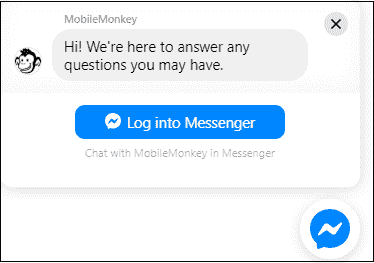 MobileMonkey
Hi! We're here to answer any
questions you may have.
Log into Messenger
Chat with MobileMonkey in Messenger